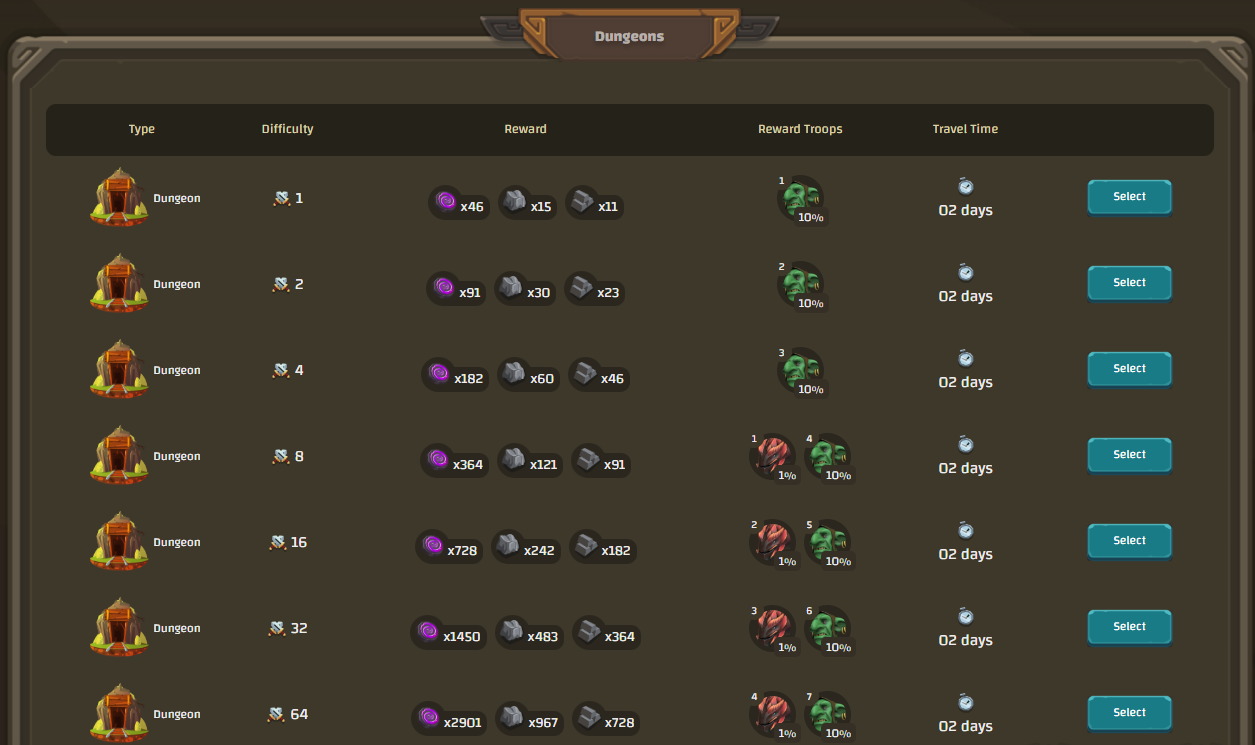 Dungeons
Type Difficulty Reward Reward Troops Travel Time
Dungeon 1 x46 x15 x11 1 10% 02 days Select
Dungeon 2 x91 x30 x23 2 10% 02 days Select
Dungeon 4 x182 x60 x46 3 10% 02 days Select
Dungeon 8 x364 x121 x91 1 1% 4 10% 02 days Select
Dungeon 16 x728 x242 x182 2 1% 5 10% 02 days Select
Dungeon 32 x1450 x483 x364 3 1% 6 10% 02 days Select
Dungeon 64 x2901 x967 x728 4 1% 7 10% 02 days Select